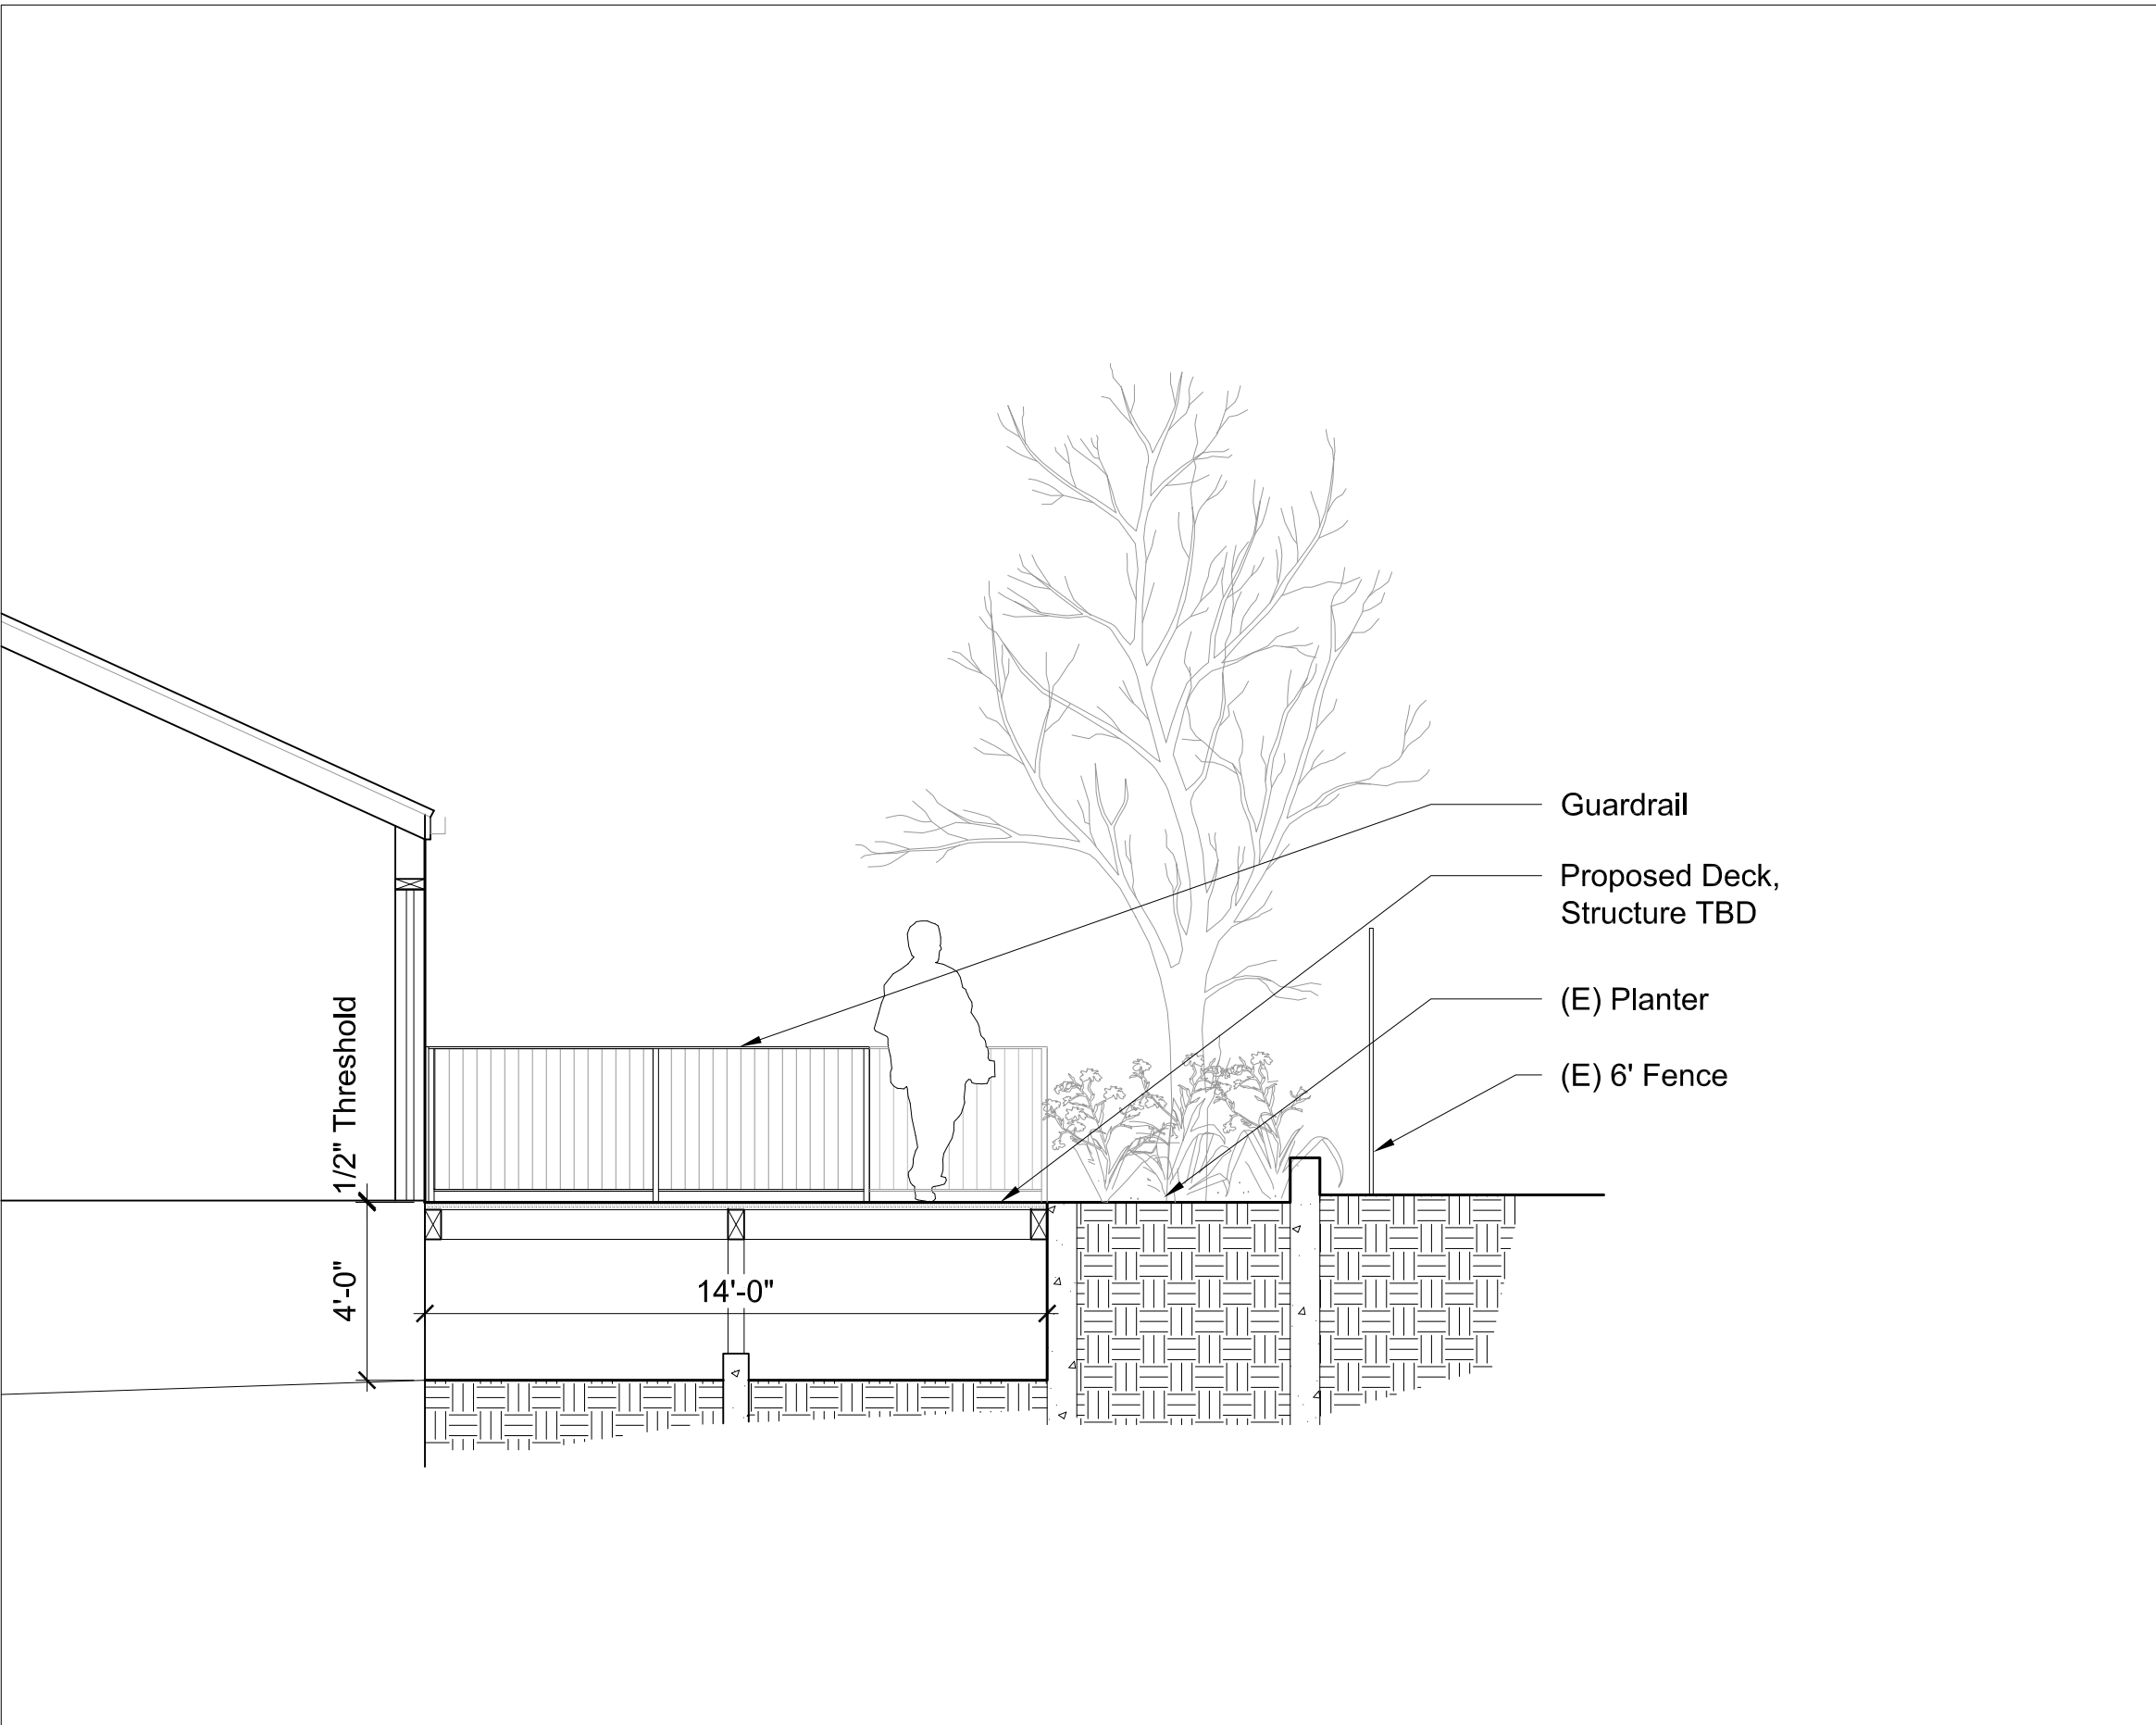 Guardrail
Proposed Deck,
Structure TBD
(E) Planter
(E) 6' Fence
1/2" Threshold
4'-0"
14'-0"